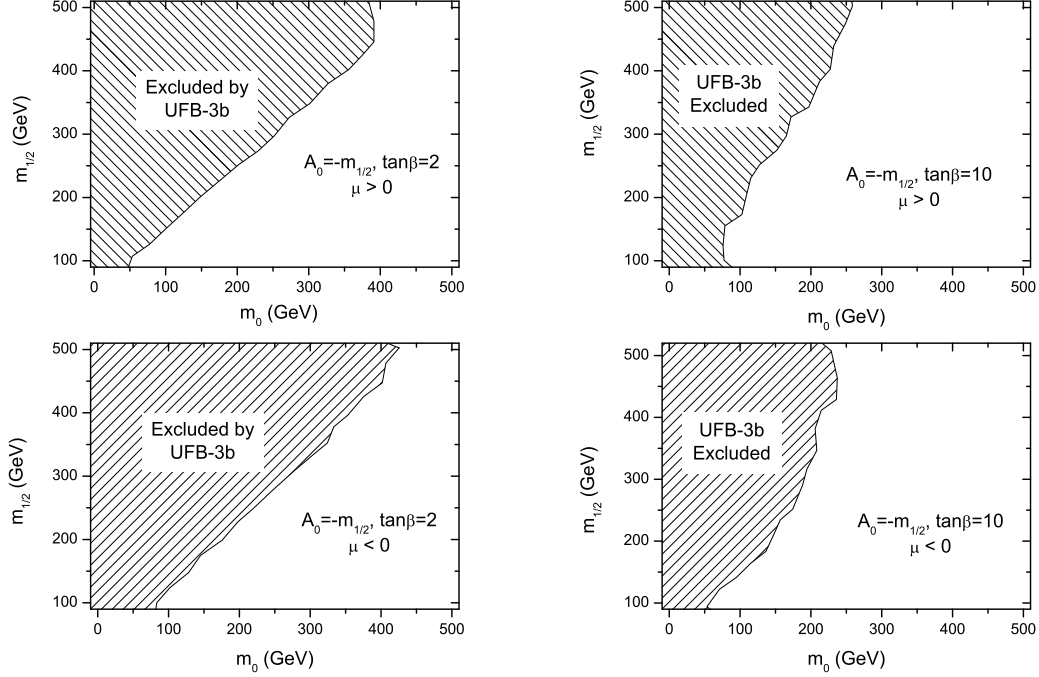 500
400
300
200
100
m1/2 (GeV)
Excluded by
UFB-3b
A0=-m1/2, tanβ=2
μ > 0
0 100 200 300 400 500
m0 (GeV)
500
400
300
200
100
m1/2 (GeV)
UFB-3b
Excluded
A0=-m1/2, tanβ=10
μ > 0
0 100 200 300 400 500
m0 (GeV)
500
400
300
200
100
m1/2 (GeV)
Excluded by
UFB-3b
A0=-m1/2, tanβ=2
μ < 0
0 100 200 300 400 500
m0 (GeV)
500
400
300
200
100
m1/2 (GeV)
UFB-3b
Excluded
A0=-m1/2, tanβ=10
μ < 0
0 100 200 300 400 500
m0 (GeV)